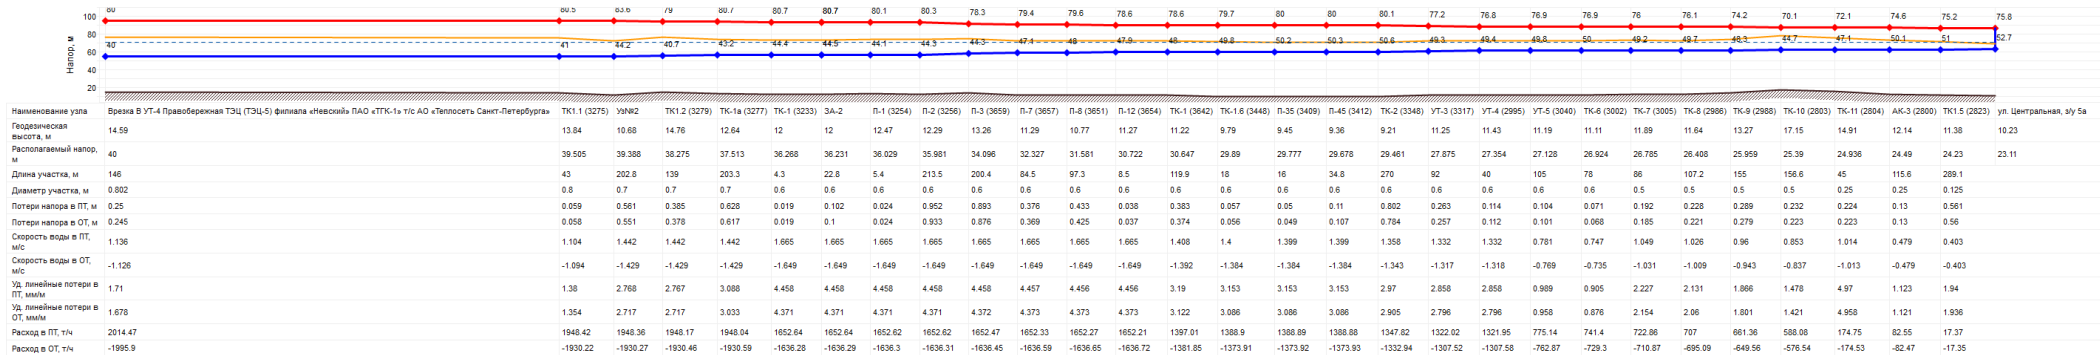 80 80.5 83.6 79 80.7 80.7 80.7 80.1 80.3 78.3 79.4 79.6 78.6 78.6 79.7 80 80 80.1 77.2 76.8 76.9 76.9 76 76.1 74.2 70.1 72.1 74.6 75.2 75.8
100
80
60
40
20
Напор, м
40 41 44.2 40.7 43.2 44.4 44.5 44.1 44.3 44.3 47.1 48 47.9 48 49.8 50.2 50.3 50.6 49.3 49.4 49.8 50 49.2 49.7 48.3 44.7 47.1 50.1 51 52.7
Наименование узла Врезка В УТ-4 Правобережная ТЭЦ (ТЭЦ-5) филиала «Невский» ПАО «ТГК-1» т/с АО «Теплосеть Санкт-Петербурга» ТК1.1 (3275) Уз№2 ТК1.2 (3279) ТК-1а (3277) ТК-1 (3233) ЗА-2 П-1 (3254) П-2 (3256) П-3 (3659) П-7 (3657) П-8 (3651) П-12 (3654) ТК-1 (3642) ТК-1.6 (3448) П-35 (3409) П-45 (3412) ТК-2 (3348) УТ-3 (3317) УТ-4 (2995) УТ-5 (3040) ТК-6 (3002) ТК-7 (3005) ТК-8 (2986) ТК-9 (2988) ТК-10 (2803) ТК-11 (2804) АК-3 (2800) ТК1.5 (2823) ул. Центральная, з/у 5а
Геодезическая
высота, м 14.59 13.84 10.68 14.76 12.64 12 12 12.47 12.29 13.26 11.29 10.77 11.27 11.22 9.79 9.45 9.36 9.21 11.25 11.43 11.19 11.11 11.89 11.64 13.27 17.15 14.91 12.14 11.38 10.23
Располагаемый напор,
м 40 39.505 39.388 38.275 37.513 36.268 36.231 36.029 35.981 34.096 32.327 31.581 30.722 30.647 29.89 29.777 29.678 29.461 27.875 27.354 27.128 26.924 26.785 26.408 25.959 25.39 24.936 24.49 24.23 23.11
Длина участка, м 146 43 202.8 139 203.3 4.3 22.8 5.4 213.5 200.4 84.5 97.3 8.5 119.9 18 16 34.8 270 92 40 105 78 86 107.2 155 156.6 45 115.6 289.1
Диаметр участка, м 0.802 0.8 0.7 0.7 0.7 0.6 0.6 0.6 0.6 0.6 0.6 0.6 0.6 0.6 0.6 0.6 0.6 0.6 0.6 0.6 0.6 0.6 0.5 0.5 0.5 0.5 0.25 0.25 0.125
Потери напора в ПТ, м 0.25 0.059 0.561 0.385 0.628 0.019 0.102 0.024 0.952 0.893 0.376 0.433 0.038 0.383 0.057 0.05 0.11 0.802 0.263 0.114 0.104 0.071 0.192 0.228 0.289 0.232 0.224 0.13 0.561
Потери напора в ОТ, м 0.245 0.058 0.551 0.378 0.617 0.019 0.1 0.024 0.933 0.876 0.369 0.425 0.037 0.374 0.056 0.049 0.107 0.784 0.257 0.112 0.101 0.068 0.185 0.221 0.279 0.223 0.223 0.13 0.56
Скорость воды в ПТ,
м/с 1.136 1.104 1.442 1.442 1.442 1.665 1.665 1.665 1.665 1.665 1.665 1.665 1.665 1.408 1.4 1.399 1.399 1.358 1.332 1.332 0.781 0.747 1.049 1.026 0.96 0.853 1.014 0.479 0.403
Скорость воды в ОТ,
м/с -1.126 -1.094 -1.429 -1.429 -1.429 -1.649 -1.649 -1.649 -1.649 -1.649 -1.649 -1.649 -1.649 -1.392 -1.384 -1.384 -1.384 -1.343 -1.317 -1.318 -0.769 -0.735 -1.031 -1.009 -0.943 -0.837 -1.013 -0.479 -0.403
Уд. линейные потери в
ПТ, мм/м 1.71 1.38 2.768 2.767 3.088 4.458 4.458 4.458 4.458 4.458 4.457 4.456 4.456 3.19 3.153 3.153 3.153 2.97 2.858 2.858 0.989 0.905 2.227 2.131 1.866 1.478 4.97 1.123 1.94
Уд. линейные потери в
ОТ, мм/м 1.678 1.354 2.717 2.717 3.033 4.371 4.371 4.371 4.371 4.372 4.373 4.373 4.373 3.122 3.086 3.086 3.086 2.905 2.796 2.796 0.958 0.876 2.154 2.06 1.801 1.421 4.958 1.121 1.936
Расход в ПТ, т/ч 2014.47 1948.42 1948.36 1948.17 1948.04 1652.64 1652.64 1652.62 1652.62 1652.47 1652.33 1652.27 1652.21 1397.01 1388.9 1388.89 1388.88 1347.82 1322.02 1321.95 775.14 741.4 722.86 707 661.36 588.08 174.75 82.55 17.37
Расход в ОТ, т/ч -1995.9 -1930.22 -1930.27 -1930.46 -1930.59 -1636.28 -1636.29 -1636.3 -1636.31 -1636.45 -1636.59 -1636.65 -1636.72 -1381.85 -1373.91 -1373.92 -1373.93 -1332.94 -1307.52 -1307.58 -762.87 -729.3 -710.87 -695.09 -649.56 -576.54 -174.53 -82.47 -17.35